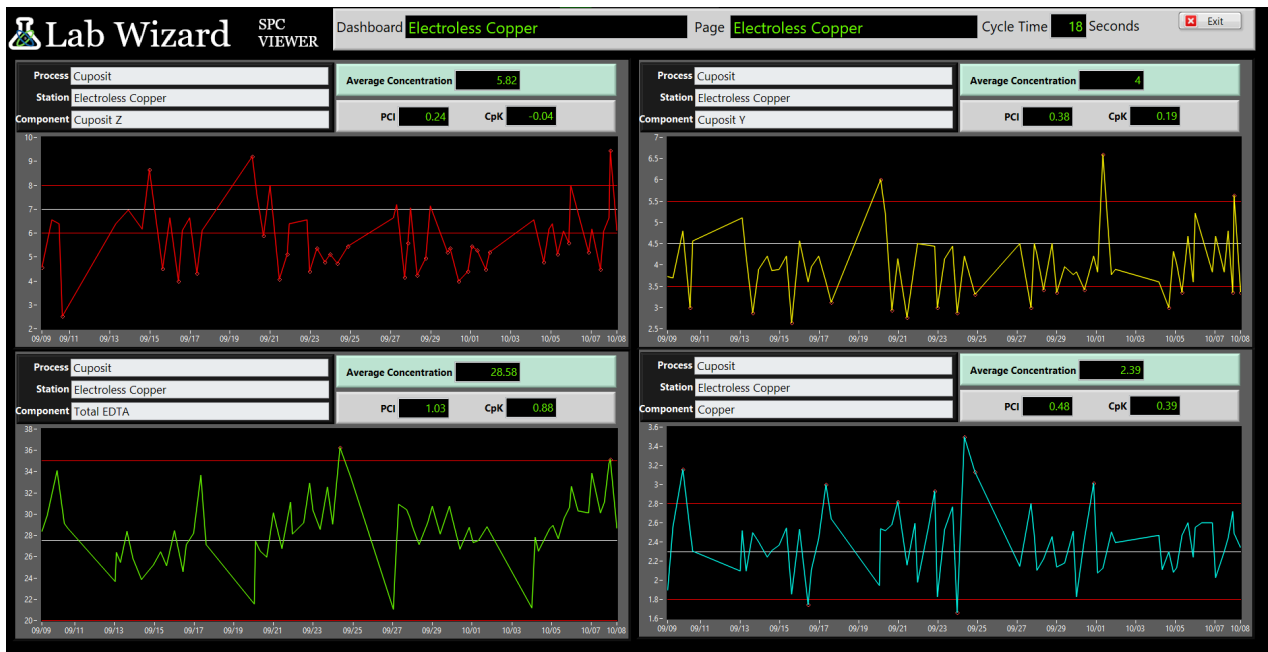 Lab Wizard SPC VIEWER Dashboard Electroless Copper Page Electroless Copper Cycle Time 18 Seconds Exit
Process Cuposit
Station Electroless Copper
Component Cuposit Z
Average Concentration 5.82
PCI 0.24 CpK -0.04
10
9
8
7
6
5
4
3
2
09/09 09/11 09/13 09/15 09/17 09/19 09/21 09/23 09/25 09/27 09/29 10/01 10/03 10/05 10/07 10/08
Process Cuposit
Station Electroless Copper
Component Cuposit Y
Average Concentration 4
PCI 0.38 CpK 0.19
7
6.5
6
5.5
5
4.5
4
3.5
3
2.5
09/09 09/11 09/13 09/15 09/17 09/19 09/21 09/23 09/25 09/27 09/29 10/01 10/03 10/05 10/07 10/08
Process Cuposit
Station Electroless Copper
Component Total EDTA
Average Concentration 28.58
PCI 1.03 CpK 0.88
38
36
34
32
30
28
26
24
22
20
09/09 09/11 09/13 09/15 09/17 09/19 09/21 09/23 09/25 09/27 09/29 10/01 10/03 10/05 10/07 10/08
Process Cuposit
Station Electroless Copper
Component Copper
Average Concentration 2.39
PCI 0.48 CpK 0.39
3.6
3.4
3.2
3
2.8
2.6
2.4
2.2
2
1.8
1.6
09/09 09/11 09/13 09/15 09/17 09/19 09/21 09/23 09/25 09/27 09/29 10/01 10/03 10/05 10/07 10/08